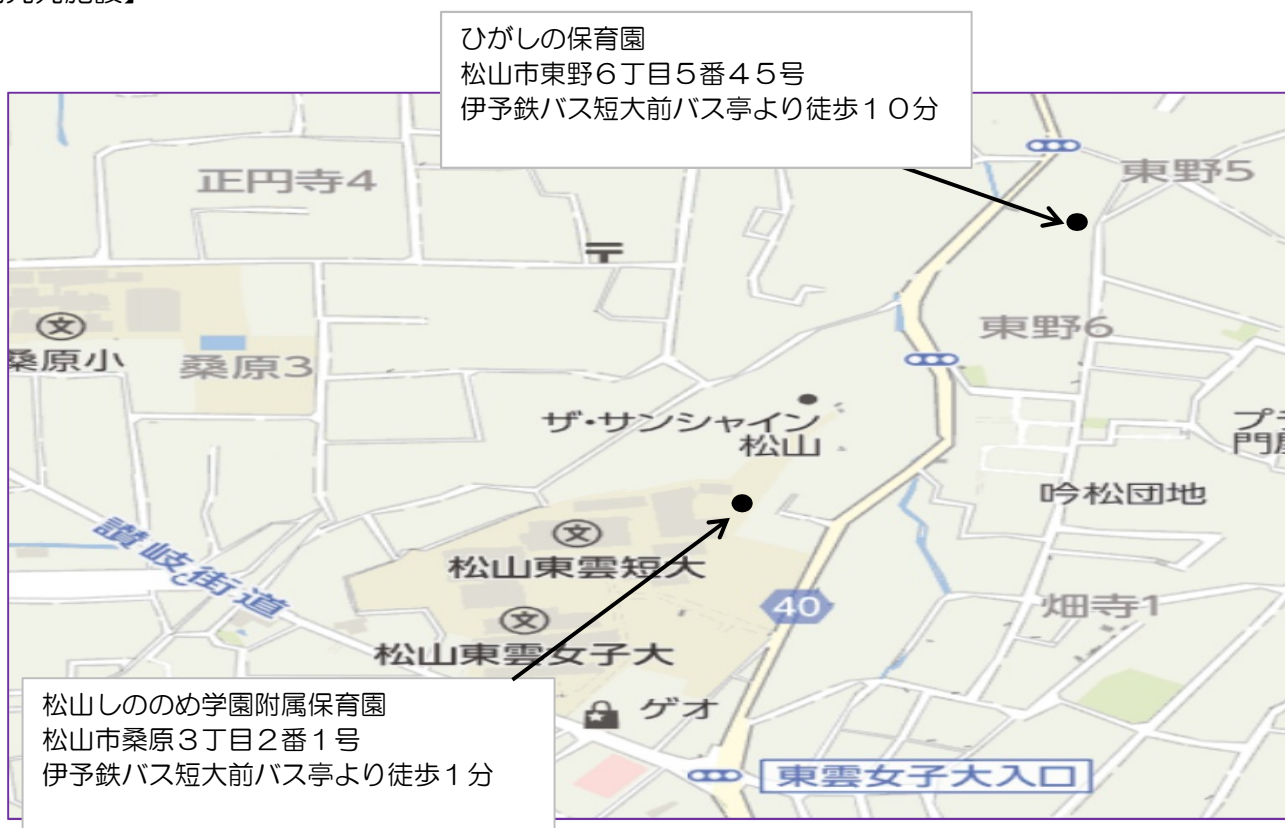 ひがしの保育園
松山市東野６丁目５番４５号
伊予鉄バス短大前バス亭より徒歩１０分
正円寺4
東野5
〒
文
桑原小
桑原3
東野6
ザ・サンシャイン
松山
吟松団地
讃岐街道
文
松山東雲短大
40
畑寺1
文
松山東雲女子大
ゲオ
東雲女子大入口
松山しののめ学園附属保育園
松山市桑原３丁目２番１号
伊予鉄バス短大前バス亭より徒歩１分